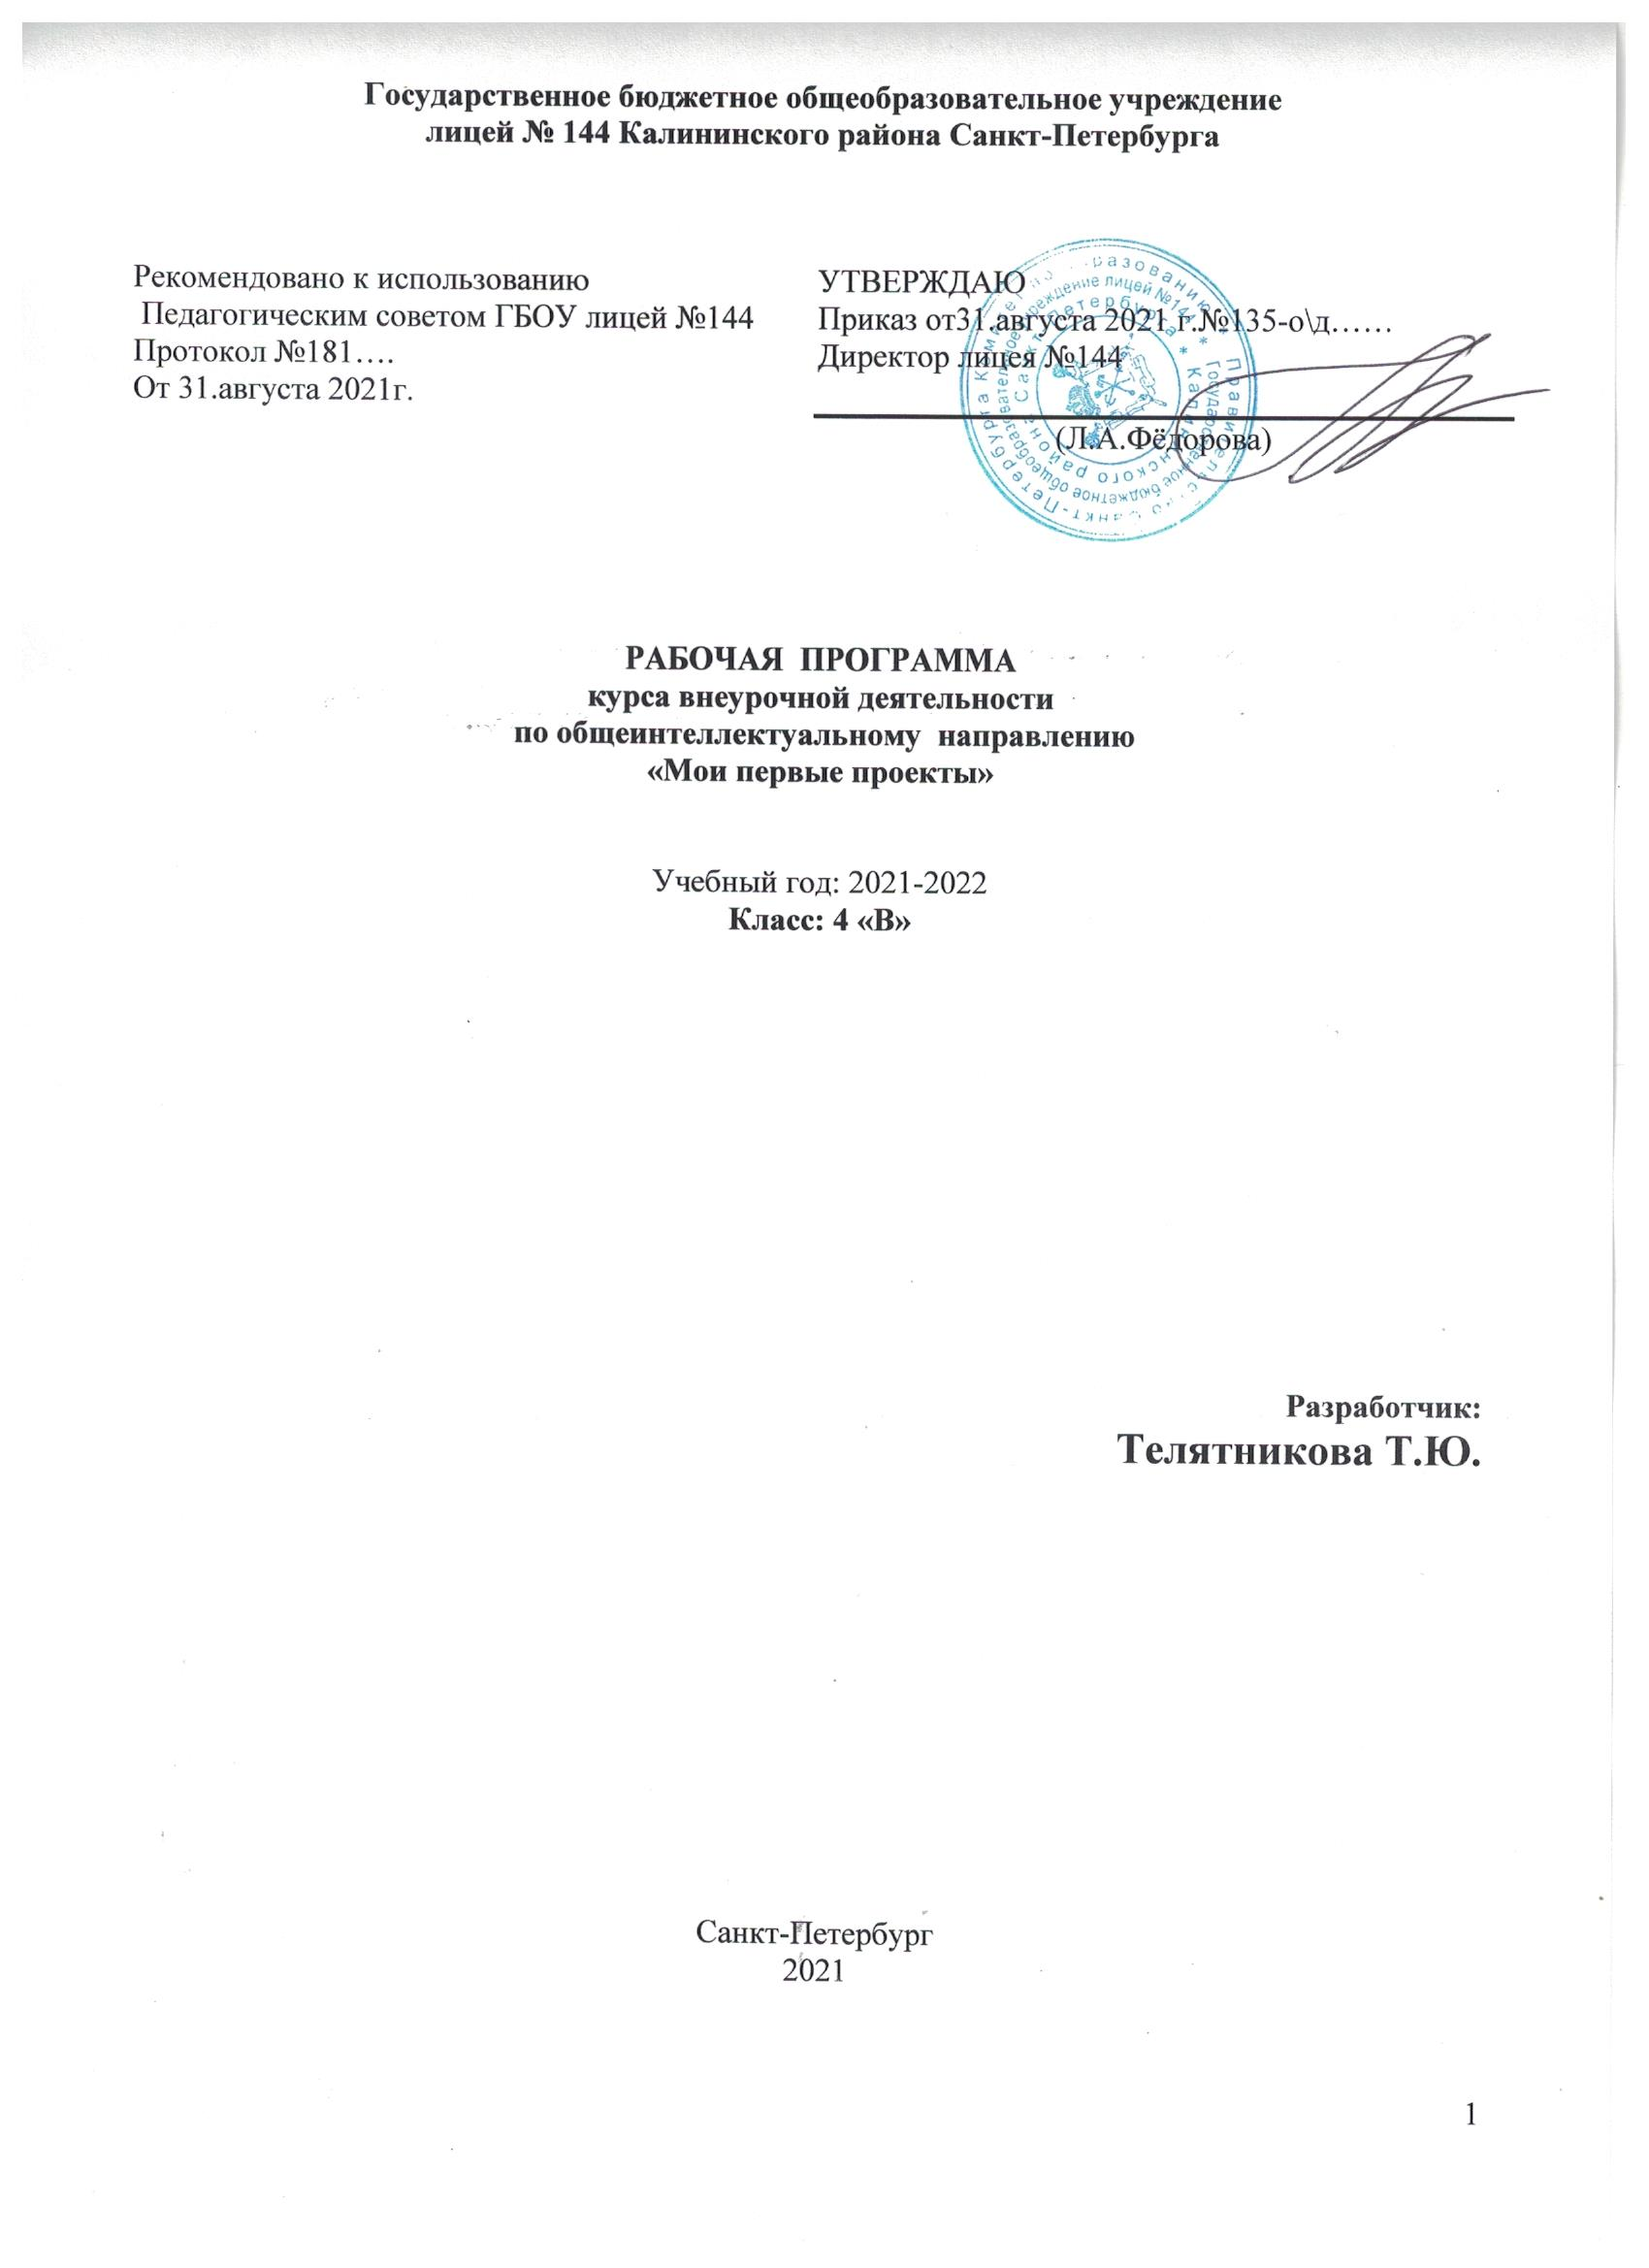 Государственное бюджетное общеобразовательное учреждение
лицей № 144 Калининского района Санкт-Петербурга
Рекомендовано к использованию
Педагогическим советом ГБОУ лицей №144
Протокол №181….
От 31.августа 2021г.
УТВЕРЖДАЮ
Приказ от31.августа 2021 г.№135-о\д……
Директор лицея №144
(Л.А.Фёдорова)
РАБОЧАЯ ПРОГРАММА
курса внеурочной деятельности
по общеинтеллектуальному направлению
«Мои первые проекты»
Учебный год: 2021-2022
Класс: 4 «В»
Разработчик:
Телятникова Т.Ю.
Санкт-Петербург
2021
1